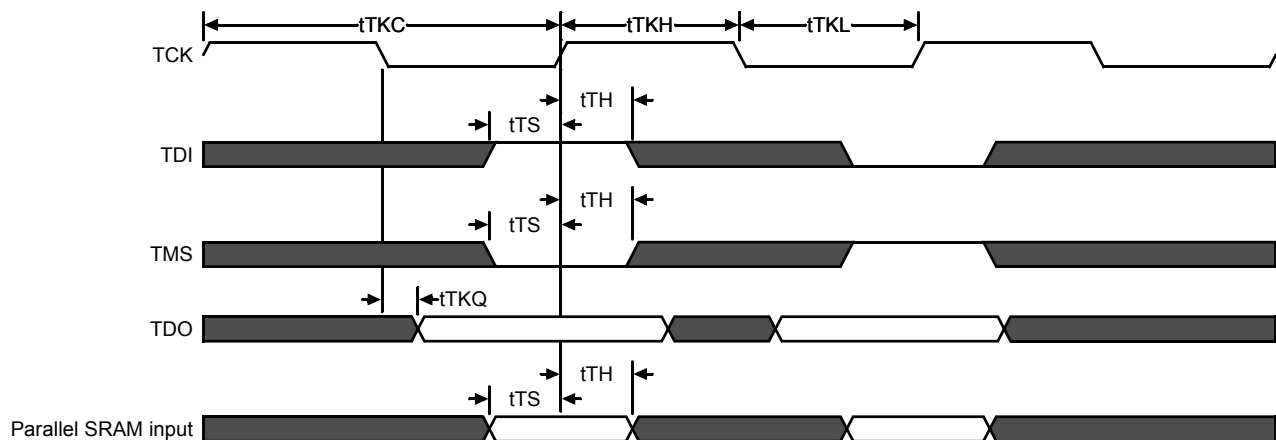 tTKC tTKH tTKL
TCK
tTH
tTS
TDI
tTH
tTS
TMS
tTKQ
TDO
tTH
tTS
Parallel SRAM input